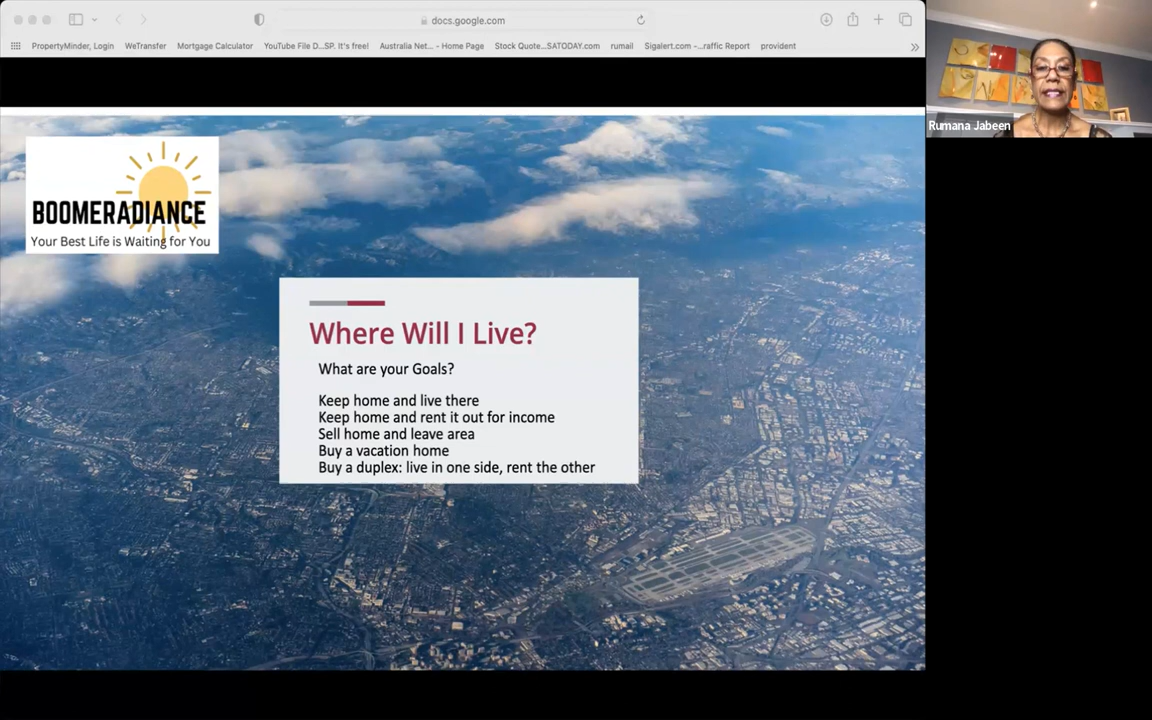 docs.google.com
PropertyMinder, Login WeTransfer Mortgage Calculator YouTube File D...SP. It's free! Australia Net... - Home Page Stock Quote...SATODAY.com rumail Sigalert.com -...raffic Report provident
Rumana Jabeen
BOOMERADIANCE
Your Best Life is Waiting for You
Where Will I Live?
What are your Goals?
Keep home and live there
Keep home and rent it out for income
Sell home and leave area
Buy a vacation home
Buy a duplex: live in one side, rent the other